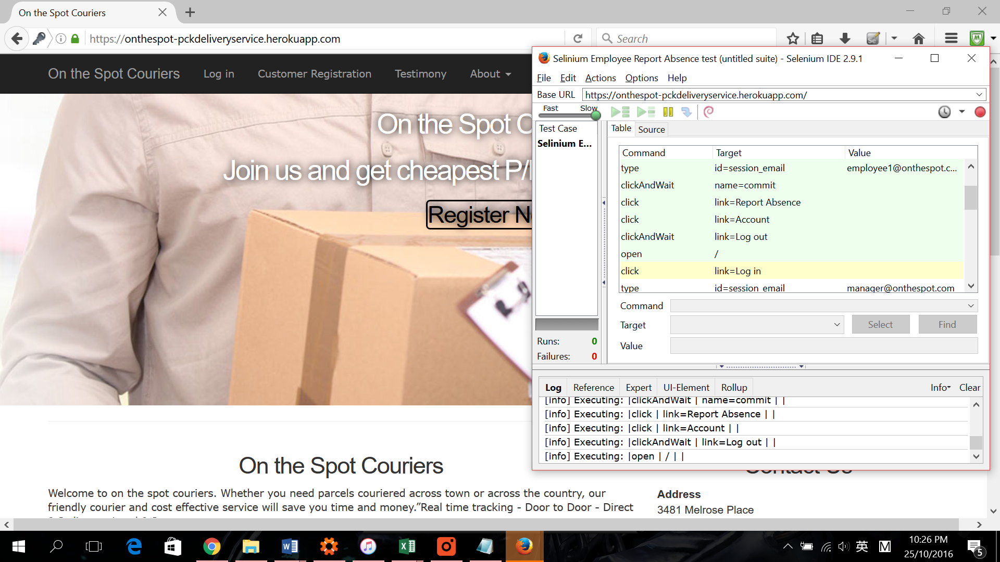 On the Spot Couriers
https://onthespot-pckdeliveryservice.herokuapp.com
Search
On the Spot Couriers
Log in
Customer Registration
Testimony
About
On the Spot C
Join us and get cheapest P/
Register N
On the Spot Couriers
Welcome to on the spot couriers. Whether you need parcels couriered across town or across the country, our
friendly courier and cost effective service will save you time and money.”Real time tracking - Door to Door - Direct
Contact Us
Address
3481 Melrose Place
Selinium Employee Report Absence test (untitled suite) - Selenium IDE 2.9.1
File Edit Actions Options Help
Base URL https://onthespot-pckdeliveryservice.herokuapp.com/
Fast Slow
Test Case
Selinium E...
Runs: 0
Failures: 0
Table Source
Command Target Value
type id=session_email employee1@onthespot.c...
clickAndWait name=commit
click link=Report Absence
click link=Account
clickAndWait link=Log out
open /
click link=Log in
type id=session_email manager@onthespot.com
Command
Target Select Find
Value
Log Reference Expert UI-Element Rollup Info Clear
[info] Executing: |clickAndWait | name=commit | |
[info] Executing: |click | link=Report Absence | |
[info] Executing: |click | link=Account | |
[info] Executing: |clickAndWait | link=Log out | |
[info] Executing: |open | / | |
英
M
10:26 PM
25/10/2016
5